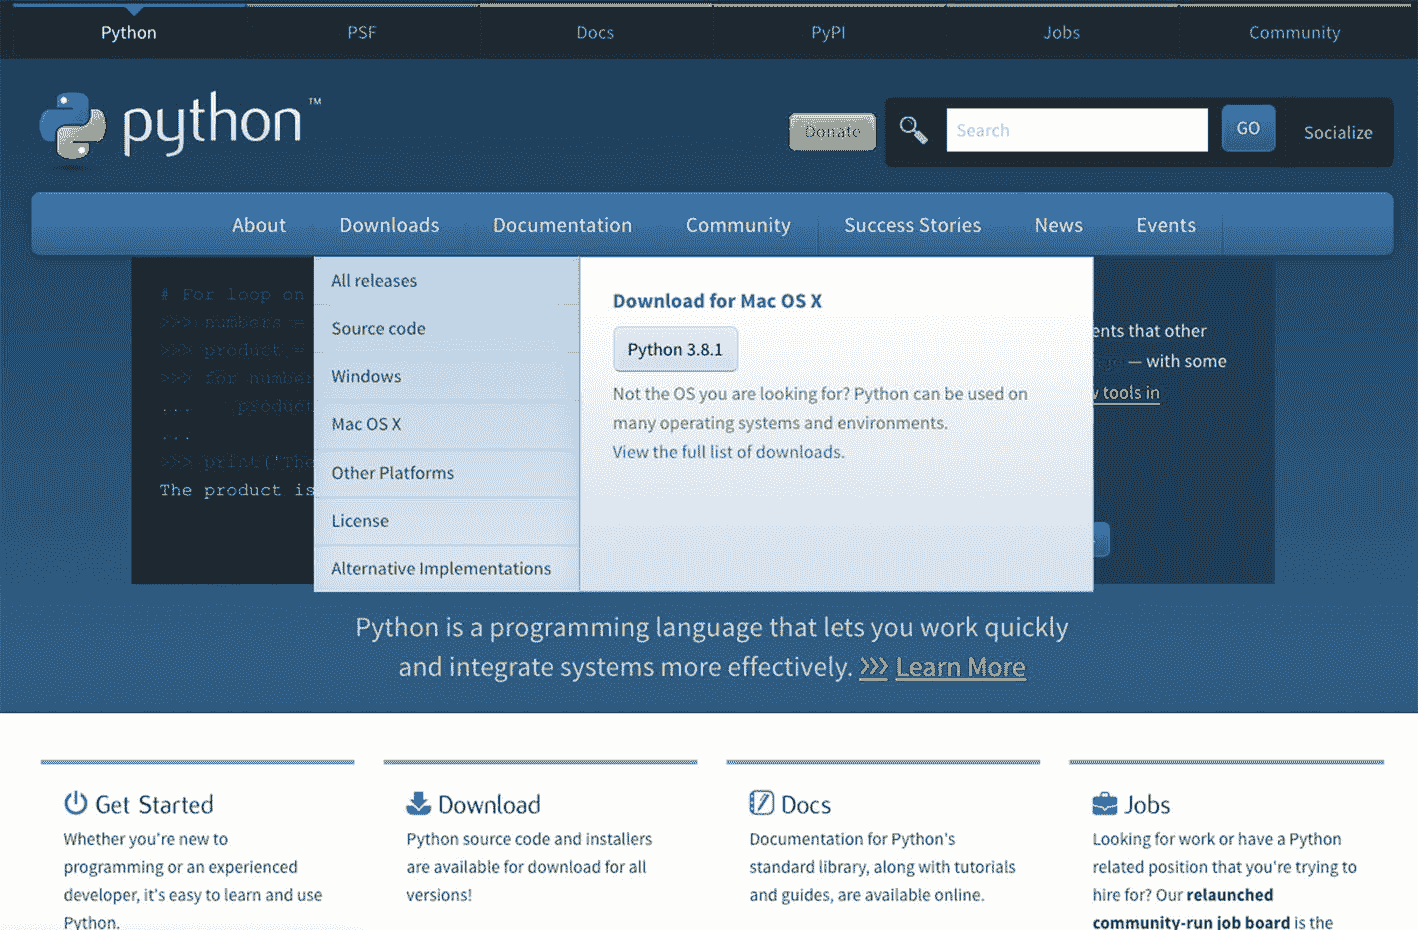 Python
PSF
Docs
PyPI
Jobs
Community
python™
Donate
Search
GO
Socialize
About
Downloads
Documentation
Community
Success Stories
News
Events
# For loop on
>>> numbers =
>>> product =
>>> for number
... product
...
>>> print('The
The product is
All releases
Source code
Windows
Mac OS X
Other Platforms
License
Alternative Implementations
Download for Mac OS X
Python 3.8.1
Not the OS you are looking for? Python can be used on
many operating systems and environments.
View the full list of downloads.
ents that other
— with some
tools in
Python is a programming language that lets you work quickly
and integrate systems more effectively. >>> Learn More
Get Started
Whether you're new to
programming or an experienced
developer, it's easy to learn and use
Python.
Download
Python source code and installers
are available for download for all
versions!
Docs
Documentation for Python's
standard library, along with tutorials
and guides, are available online.
Jobs
Looking for work or have a Python
related position that you're trying to
hire for? Our relaunched
community-run job board is the